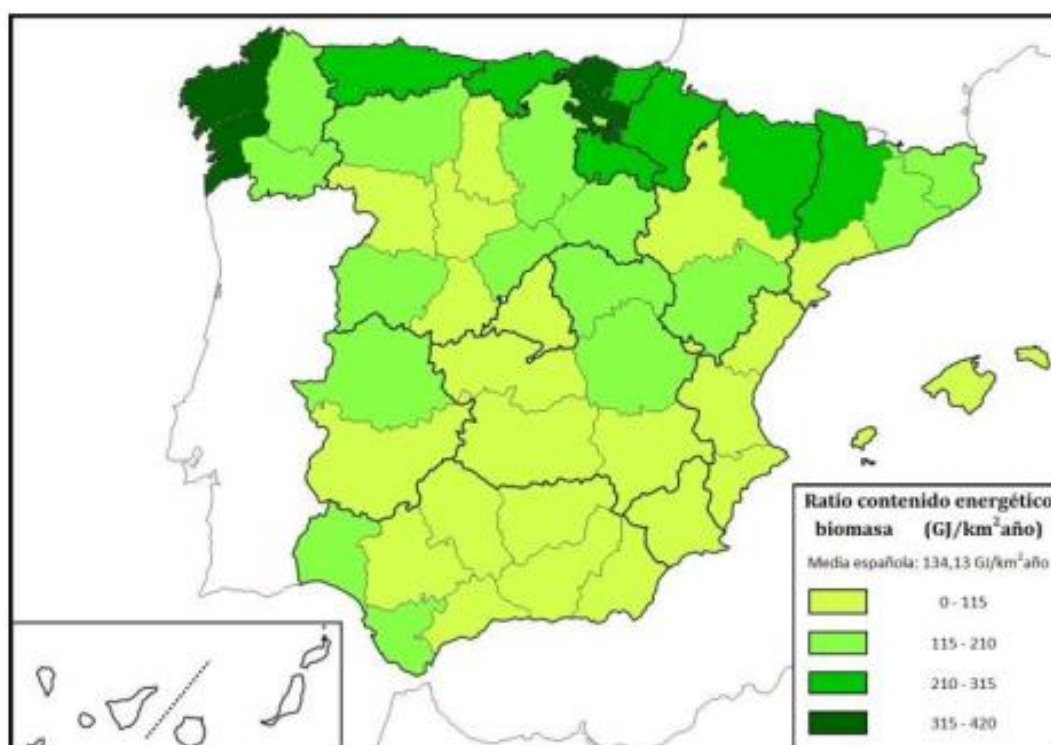 Ratio contenido energético
biomasa (GJ/km²año)
Media española: 134,13 GJ/km²año
0 - 115
115 - 210
210 - 315
315 - 420